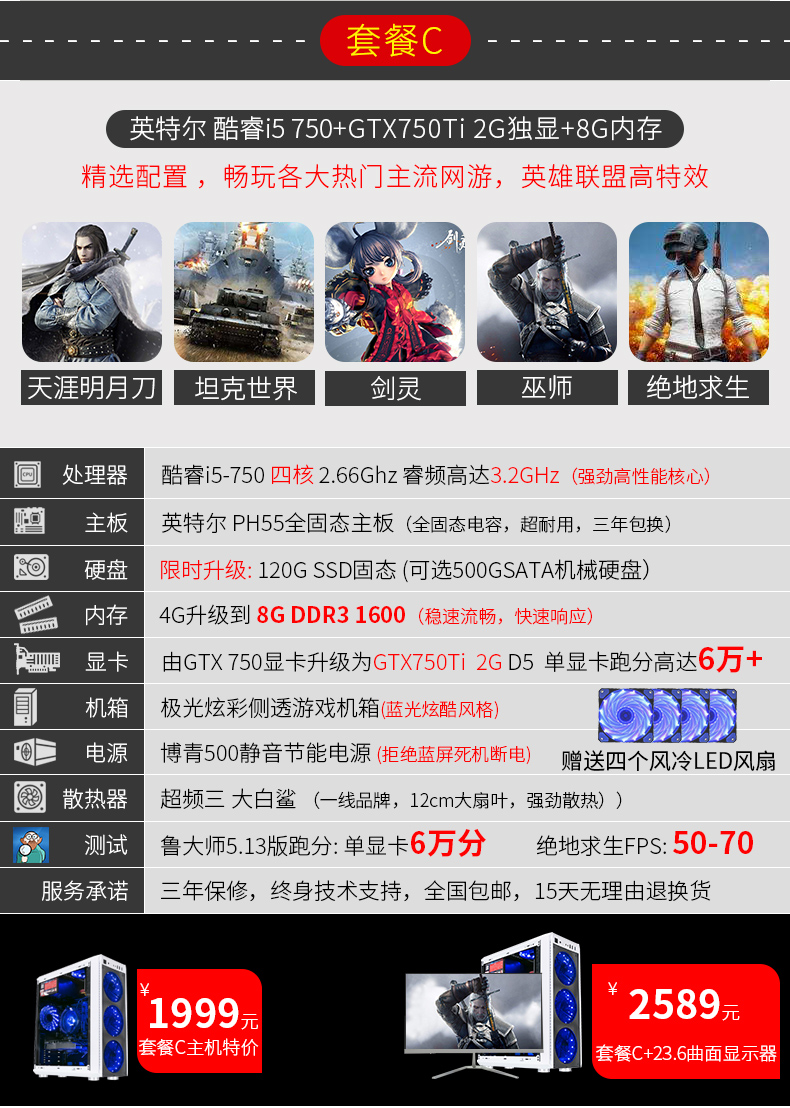 套餐C
英特尔 酷睿i5 750+GTX750Ti 2G独显+8G内存
精选配置 ，畅玩各大热门主流网游，英雄联盟高特效
天涯明月刀 坦克世界 剑灵 巫师 绝地求生
处理器 酷睿i5-750 四核 2.66Ghz 睿频高达3.2GHz（强劲高性能核心）
主板 英特尔 PH55全固态主板（全固态电容，超耐用，三年包换）
硬盘 限时升级: 120G SSD固态 (可选500GSATA机械硬盘）
内存 4G升级到 8G DDR3 1600（稳速流畅，快速响应）
显卡 由GTX 750显卡升级为GTX750Ti 2G D5 单显卡跑分高达6万+
机箱 极光炫彩侧透游戏机箱(蓝光炫酷风格)
电源 博青500静音节能电源 (拒绝蓝屏死机断电)
赠送四个风冷LED风扇
散热器 超频三 大白鲨 （一线品牌，12cm大扇叶，强劲散热））
测试 鲁大师5.13版跑分: 单显卡6万分 绝地求生FPS: 50-70
服务承诺 三年保修，终身技术支持，全国包邮，15天无理由退换货
¥1999元
套餐C主机特价
¥ 2589元
套餐C+23.6曲面显示器